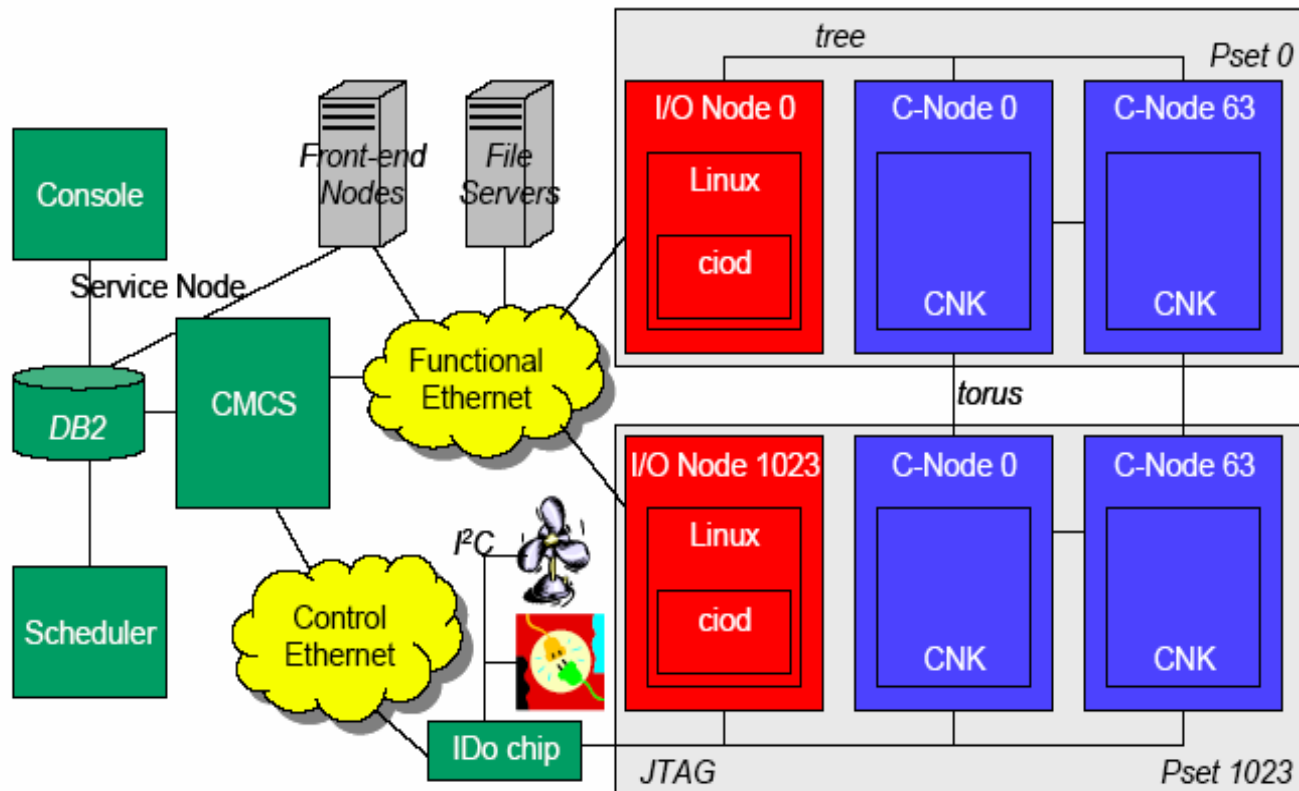 tree
Pset 0
I/O Node 0
C-Node 0
C-Node 63
Linux
ciod
CNK
CNK
Front-end
Nodes
File
Servers
Console
Service Node
DB2
CMCS
Functional
Ethernet
torus
I/O Node 1023
C-Node 0
C-Node 63
Linux
ciod
CNK
CNK
I²C
Scheduler
Control
Ethernet
IDo chip
JTAG
Pset 1023